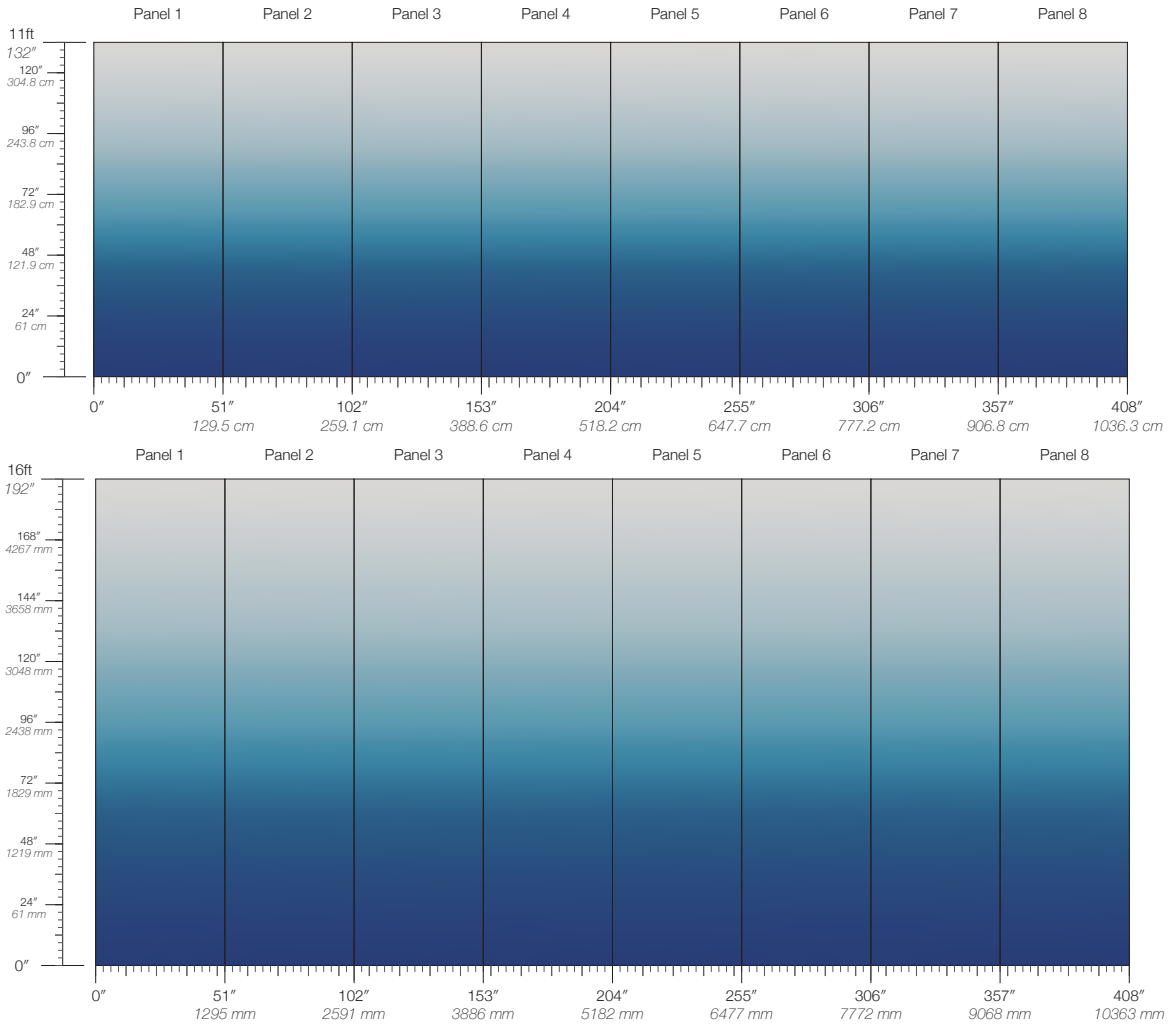 Panel 1 Panel 2 Panel 3 Panel 4 Panel 5 Panel 6 Panel 7 Panel 8
11ft
132″
120″
304.8 cm
96″
243.8 cm
72″
182.9 cm
48″
121.9 cm
24″
61 cm
0″
0″ 51″ 102″ 153″ 204″ 255″ 306″ 357″ 408″
129.5 cm 259.1 cm 388.6 cm 518.2 cm 647.7 cm 777.2 cm 906.8 cm 1036.3 cm
Panel 1 Panel 2 Panel 3 Panel 4 Panel 5 Panel 6 Panel 7 Panel 8
16ft
192″
168″
4267 mm
144″
3658 mm
120″
3048 mm
96″
2438 mm
72″
1829 mm
48″
1219 mm
24″
61 mm
0″
0″ 51″ 102″ 153″ 204″ 255″ 306″ 357″ 408″
1295 mm 2591 mm 3886 mm 5182 mm 6477 mm 7772 mm 9068 mm 10363 mm